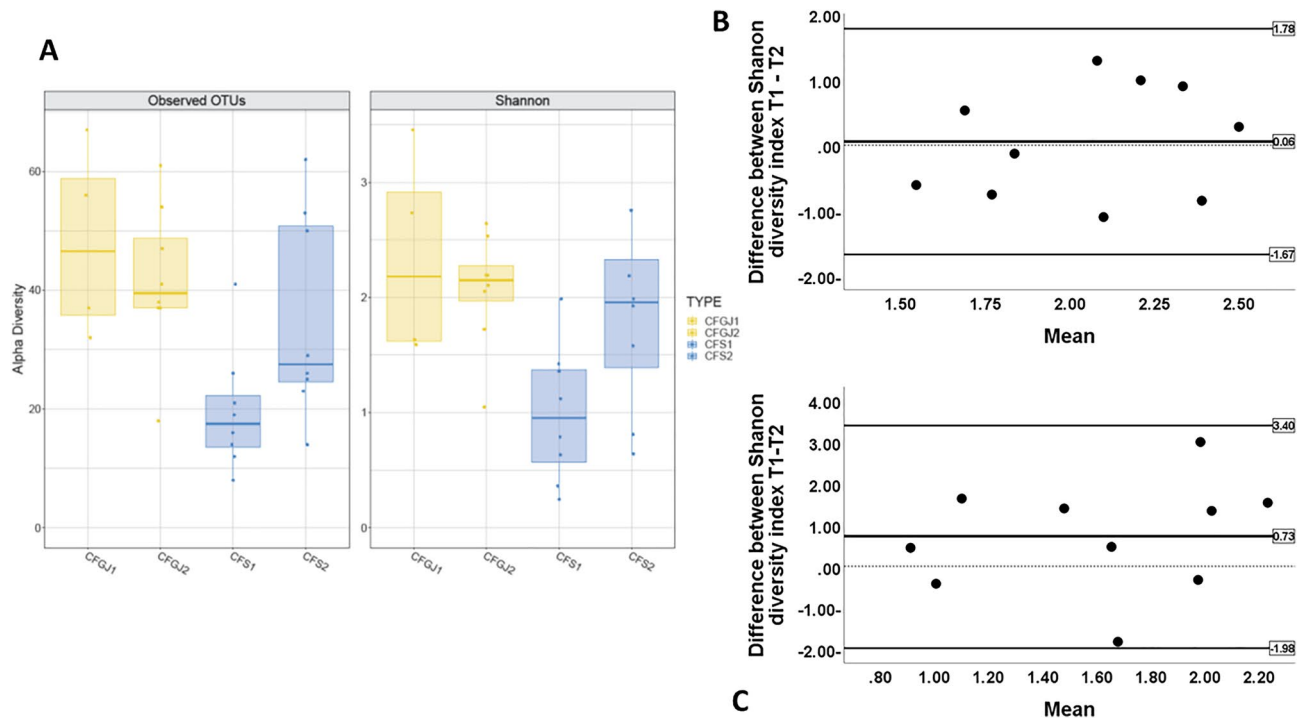 A
Observed OTUs
Shannon
Alpha Diversity
60
40
20
0
3
2
1
0
CFGJ1
CFGJ2
CFS1
CFS2
CFGJ1
CFGJ2
CFS1
CFS2
TYPE
CFGJ1
CFGJ2
CFS1
CFS2
B
Difference between Shanon
diversity index T1 - T2
2.00
1.00
.00
-1.00-
-2.00-
1.78
0.06
-1.67
1.50
1.75
2.00
2.25
2.50
Mean
Difference between Shanon
diversity index T1-T2
4.00
3.00
2.00
1.00
.00
-1.00-
-2.00-
3.40
0.73
-1.98
.80
1.00
1.20
1.40
1.60
1.80
2.00
2.20
C
Mean